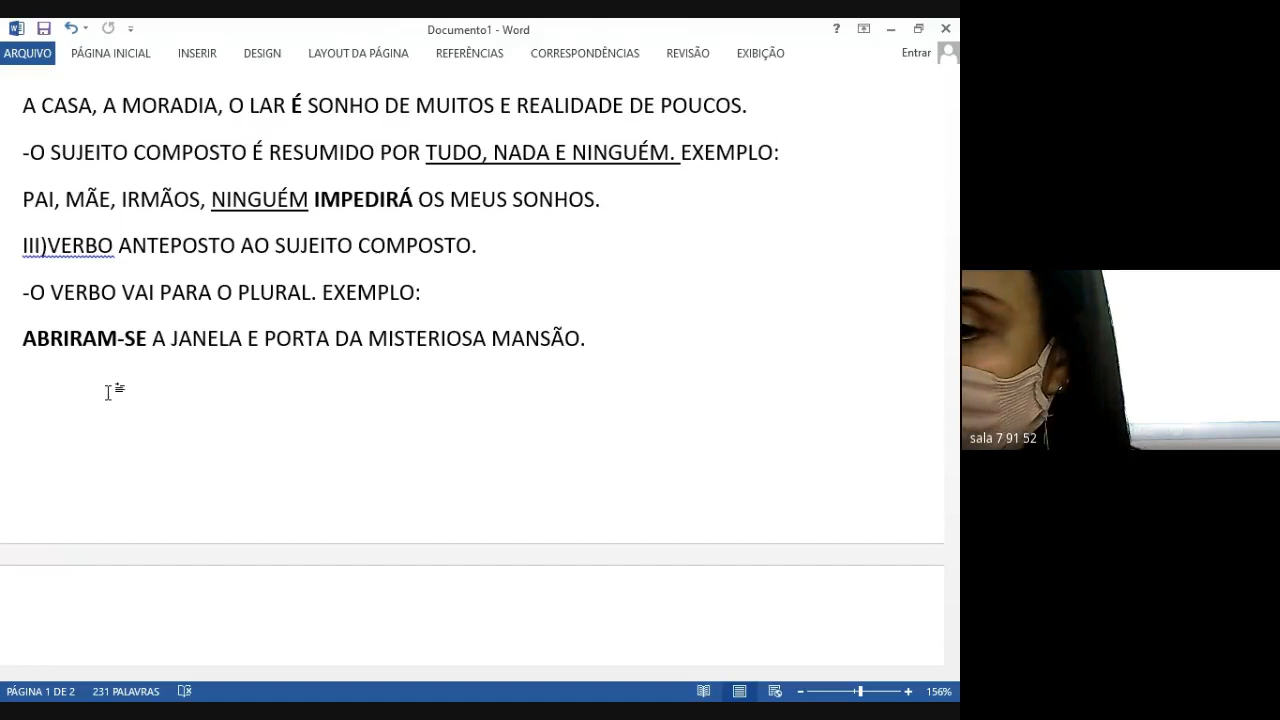 Documento1 - Word
?
ARQUIVO PÁGINA INICIAL INSERIR DESIGN LAYOUT DA PÁGINA REFERÊNCIAS CORRESPONDÊNCIAS REVISÃO EXIBIÇÃO Entrar
A CASA, A MORADIA, O LAR É SONHO DE MUITOS E REALIDADE DE POUCOS.
-O SUJEITO COMPOSTO É RESUMIDO POR TUDO, NADA E NINGUÉM. EXEMPLO:
PAI, MÃE, IRMÃOS, NINGUÉM IMPEDIRÁ OS MEUS SONHOS.
III)VERBO ANTEPOSTO AO SUJEITO COMPOSTO.
-O VERBO VAI PARA O PLURAL. EXEMPLO:
ABRIRAM-SE A JANELA E PORTA DA MISTERIOSA MANSÃO.
sala 7 91 52
PÁGINA 1 DE 2 231 PALAVRAS 156%